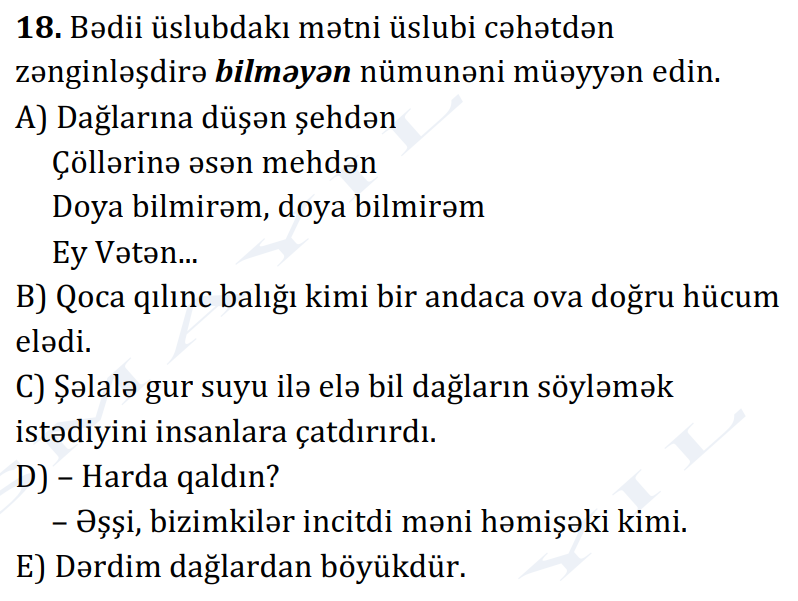 18. Bədii üslubdakı mətni üslubi cəhətdən
zənginləşdirə bilməyən nümunəni müəyyən edin.
A) Dağlarına düşən şehdən
Çöllərinə əsən mehdən
Doya bilmirəm, doya bilmirəm
Ey Vətən...
B) Qoca qılınc balığı kimi bir andaca ova doğru hücum
elədi.
C) Şəlalə gur suyu ilə elə bil dağların söyləmək
istədiyini insanlara çatdırırdı.
D) – Harda qaldın?
– Əşşi, bizimkilər incitdi məni həmişəki kimi.
E) Dərdim dağlardan böyükdür.